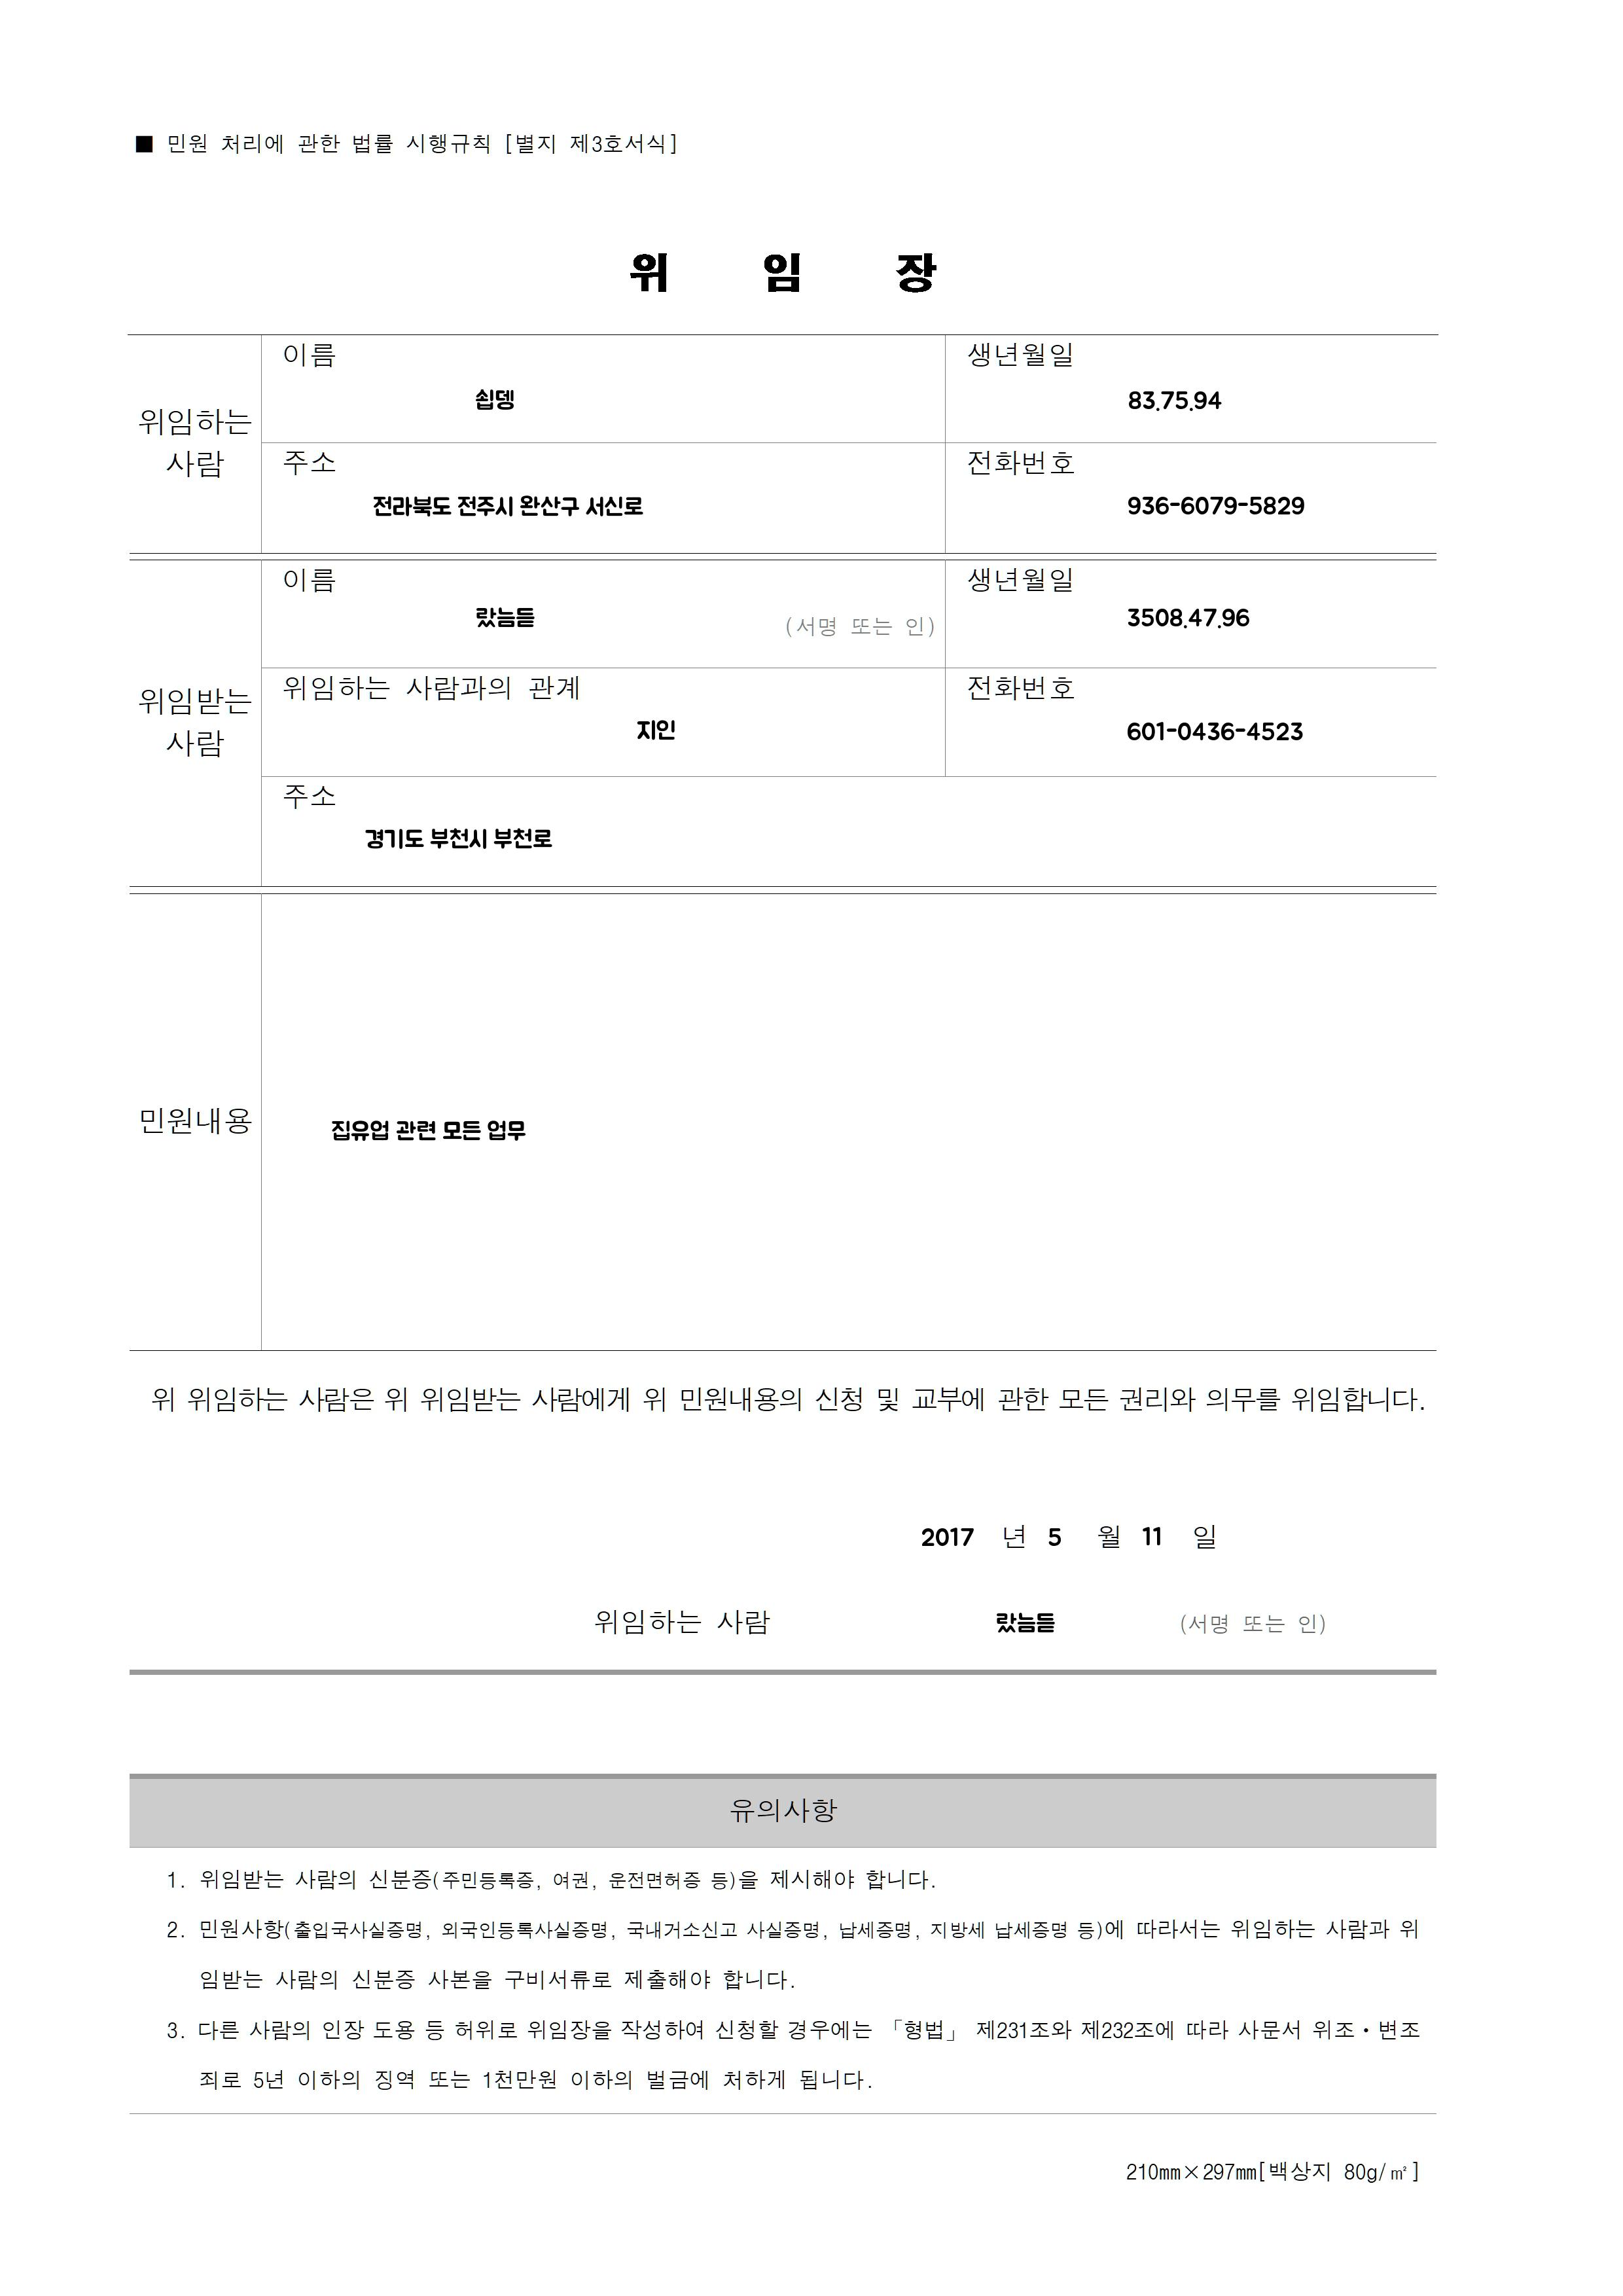 ■ 민원 처리에 관한 법률 시행규칙 [별지 제3호서식]
위 임 장
이름
생년월일
쇱뎅
83.75.94
위임하는
사람
주소
전화번호
전라북도 전주시 완산구 서신로
936-6079-5829
이름
생년월일
랐늠듣
(서명 또는 인)
3508.47.96
위임받는
사람
위임하는 사람과의 관계
전화번호
지인
601-0436-4523
주소
경기도 부천시 부천로
민원내용
집유업 관련 모든 업무
위 위임하는 사람은 위 위임받는 사람에게 위 민원내용의 신청 및 교부에 관한 모든 권리와 의무를 위임합니다.
2017 년 5 월 11 일
위임하는 사람 랐늠듣 (서명 또는 인)
유의사항
1. 위임받는 사람의 신분증(주민등록증, 여권, 운전면허증 등)을 제시해야 합니다.
2. 민원사항(출입국사실증명, 외국인등록사실증명, 국내거소신고 사실증명, 납세증명, 지방세 납세증명 등)에 따라서는 위임하는 사람과 위
임받는 사람의 신분증 사본을 구비서류로 제출해야 합니다.
3. 다른 사람의 인장 도용 등 허위로 위임장을 작성하여 신청할 경우에는 「형법」 제231조와 제232조에 따라 사문서 위조·변조
죄로 5년 이하의 징역 또는 1천만원 이하의 벌금에 처하게 됩니다.
210㎜×297㎜[백상지 80g/㎡]